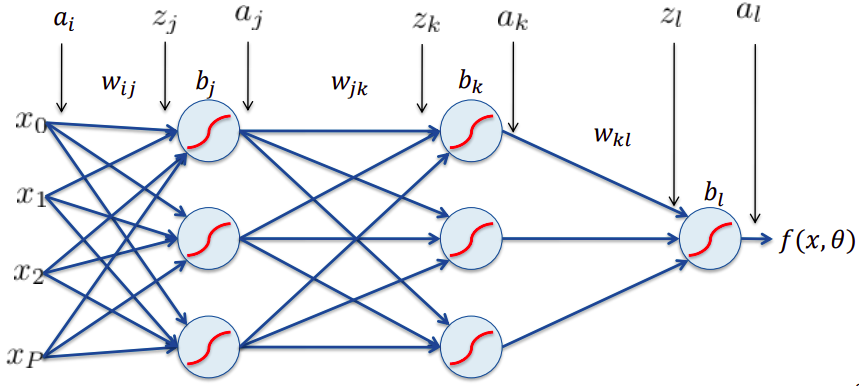 a_i z_j a_j z_k a_k z_l a_l
w_{ij} b_j w_{jk} b_k
x_0
w_{kl}
x_1 b_l
f(x, θ)
x_2
x_P